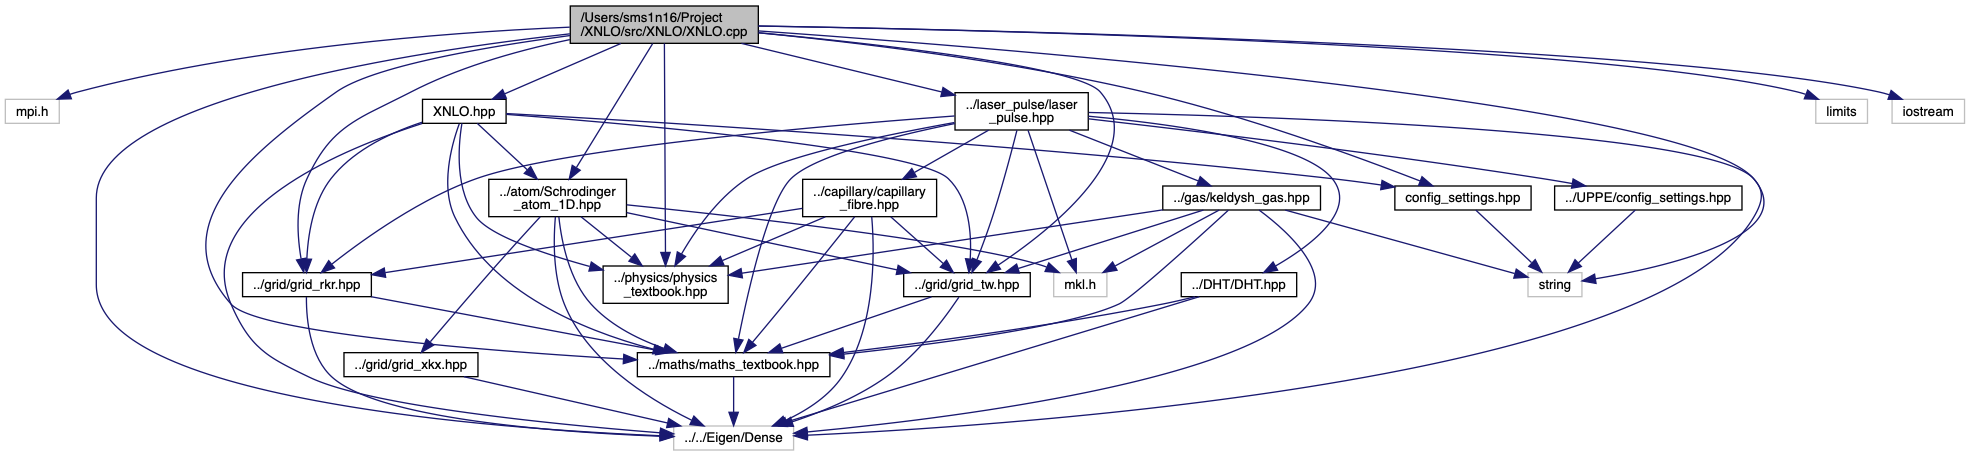 /Users/sms1n16/Project
/XNLO/src/XNLO/XNLO.cpp
mpi.h
XNLO.hpp
../laser_pulse/laser
_pulse.hpp
limits
iostream
../atom/Schrodinger
_atom_1D.hpp
../capillary/capillary
_fibre.hpp
../gas/keldysh_gas.hpp
config_settings.hpp
../UPPE/config_settings.hpp
../grid/grid_rkr.hpp
../physics/physics
_textbook.hpp
../grid/grid_tw.hpp
mkl.h
../DHT/DHT.hpp
string
../grid/grid_xkx.hpp
../maths/maths_textbook.hpp
../../Eigen/Dense